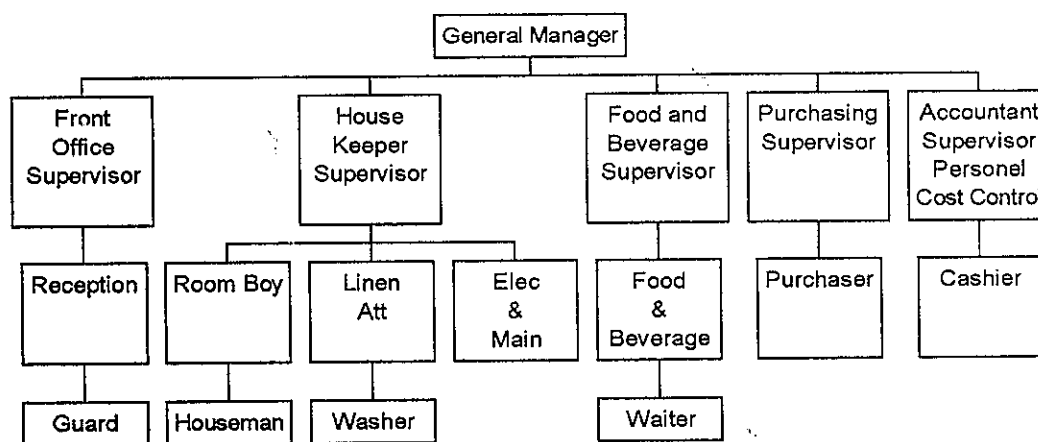 General Manager
Front
Office
Supervisor
House
Keeper
Supervisor
Food and
Beverage
Supervisor
Purchasing
Supervisor
Accountant
Supervisor
Personel
Cost Control
Reception
Room Boy
Linen
Att
Elec
&
Main
Food
&
Beverage
Purchaser
Cashier
Guard
Houseman
Washer
Waiter